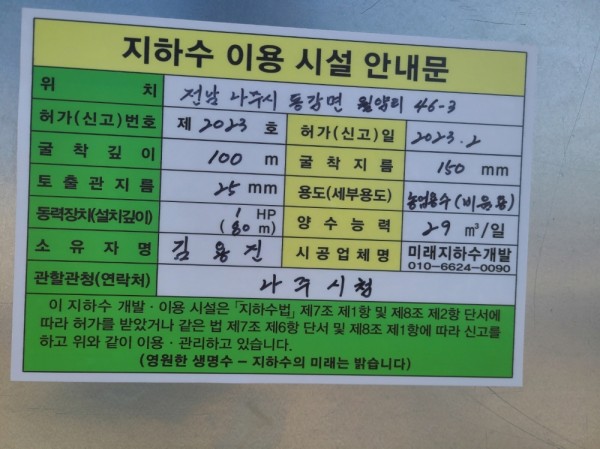 지하수 이용 시설 안내문
위 치 전남 나주시 동강면 월양리 46-3
허가(신고)번호 제 2023 호 허가(신고)일 2023.2
굴착깊이 100 m 굴착지름 150 mm
토출관지름 25 mm 용도(세부용도) 농업용수(비음용)
동력장치(설치깊이) 1 HP (80 m) 양수능력 29 ㎥/일
소유자명 김용진 시공업체명 미래지하수개발 010-6624-0090
관할관청(연락처) 나주시청
이 지하수 개발·이용 시설은 「지하수법」 제7조 제1항 및 제8조 제2항 단서에
따라 허가를 받았거나 같은 법 제7조 제6항 단서 및 제8조 제1항에 따라 신고를
하고 위와 같이 이용·관리하고 있습니다.
(영원한 생명수 – 지하수의 미래는 밝습니다)